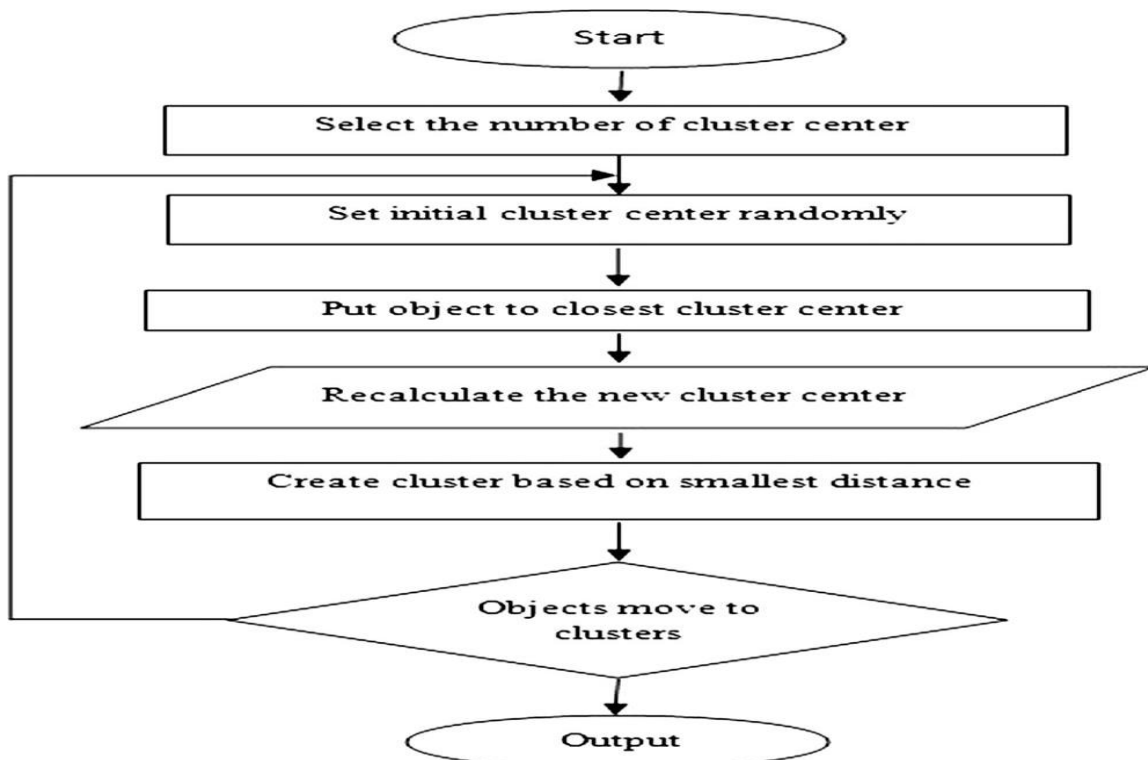 Start
Select the number of cluster center
Set initial cluster center randomly
Put object to closest cluster center
Recalculate the new cluster center
Create cluster based on smallest distance
Objects move to
clusters
Output